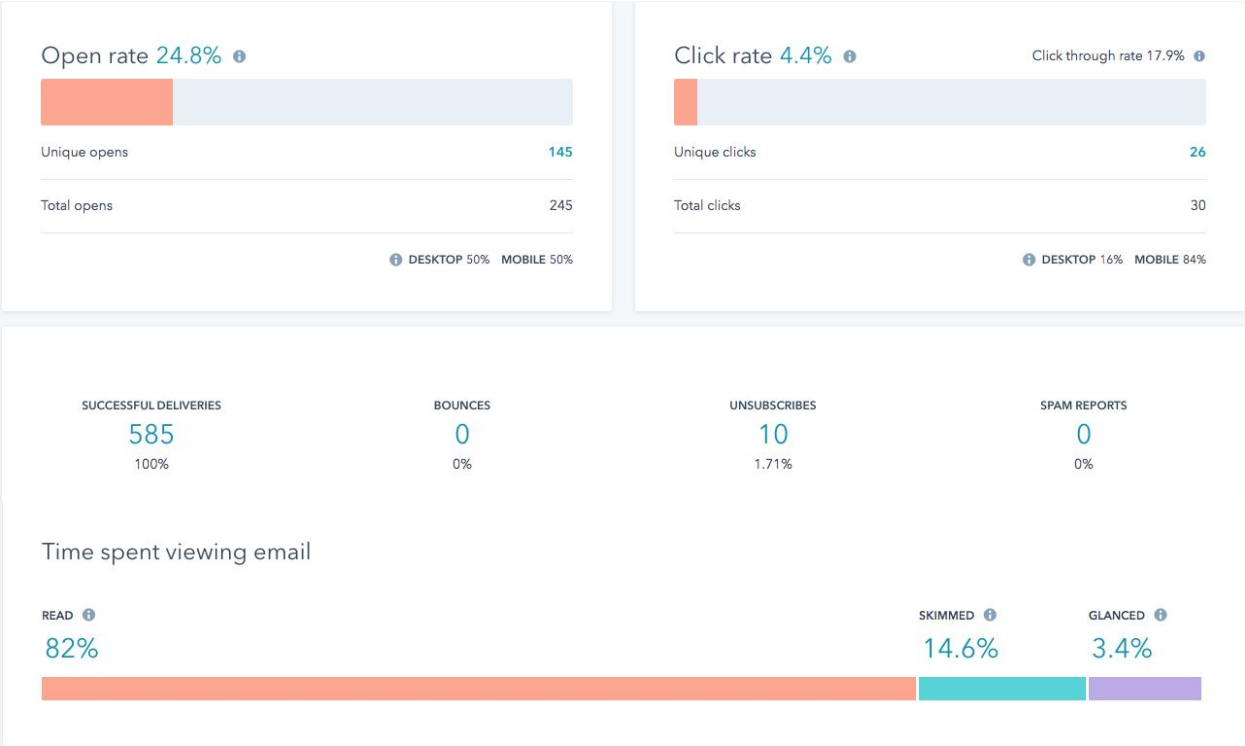 Open rate 24.8%
Click rate 4.4%
Click through rate 17.9%
Unique opens 145
Unique clicks 26
Total opens 245
Total clicks 30
DESKTOP 50% MOBILE 50%
DESKTOP 16% MOBILE 84%
SUCCESSFUL DELIVERIES
585
100%
BOUNCES
0
0%
UNSUBSCRIBES
10
1.71%
SPAM REPORTS
0
0%
Time spent viewing email
READ
82%
SKIMMED
14.6%
GLANCED
3.4%